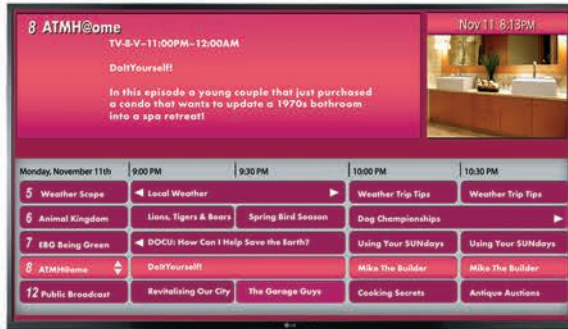 8 ATMH@ome
Nov 11 8:13PM
TV-8-V-11:00PM-12:00AM
DoItYourself!
In this episode a young couple that just purchased
a condo that wants to update a 1970s bathroom
into a spa retreat!
Monday, November 11th 9:00 PM 9:30 PM 10:00 PM 10:30 PM
5 Weather Scope Local Weather Weather Trip Tips Weather Trip Tips
6 Animal Kingdom Lions, Tigers & Bears Spring Bird Season Dog Championships
7 EBG Being Green DOCU: How Can I Help Save the Earth? Using Your SUNdays Using Your SUNdays
8 ATMH@ome DoItYourself! Mike The Builder Mike The Builder
12 Public Broadcast Revitalising Our City The Garage Guys Cooking Secrets Antique Auctions
LG